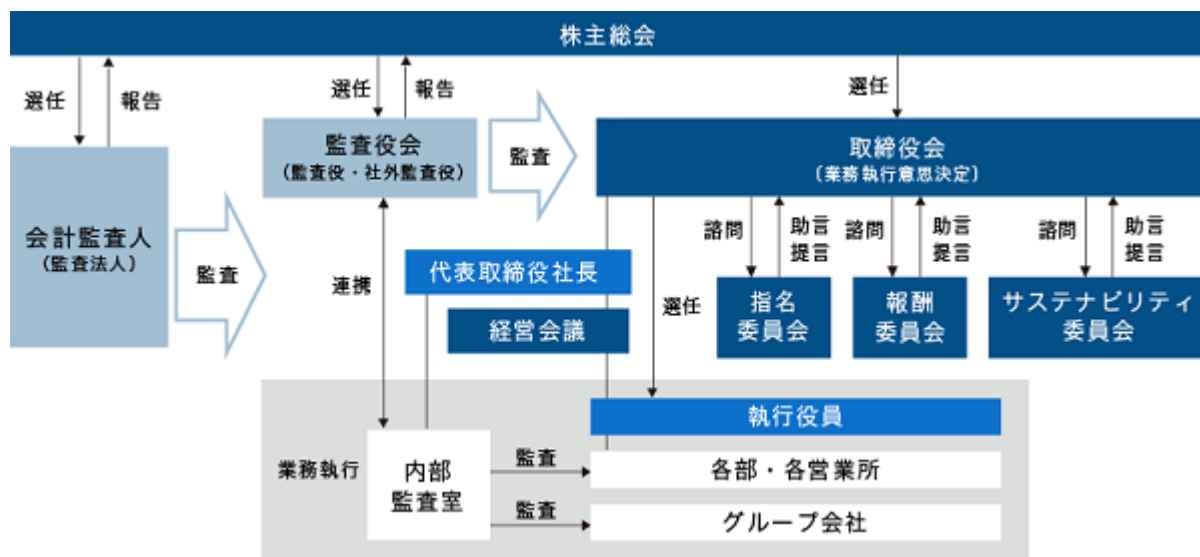 株主総会
選任
報告
選任
報告
選任
会計監査人
(監査法人)
監査
監査役会
(監査役・社外監査役)
監査
取締役会
〔業務執行意思決定〕
諮問
助言
提言
諮問
助言
提言
諮問
助言
提言
連携
代表取締役社長
経営会議
選任
指名
委員会
報酬
委員会
サステナビリティ
委員会
業務執行
内部
監査室
監査
監査
執行役員
各部・各営業所
グループ会社